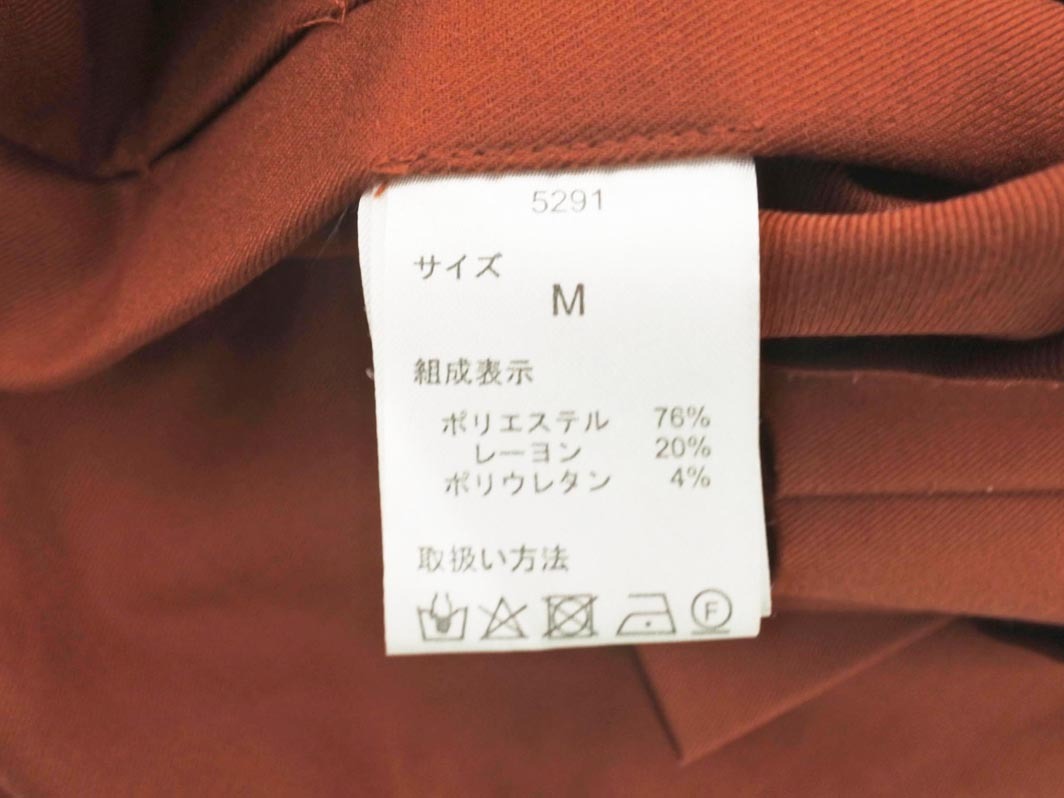 5291
サイズ
M
組成表示
ポリエステル 76%
レーヨン 20%
ポリウレタン 4%
取扱い方法
F